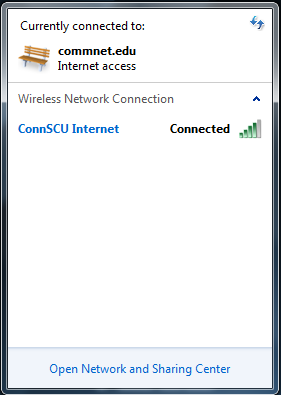 Currently connected to:
commnet.edu
Internet access
Wireless Network Connection
ConnSCU Internet Connected
Open Network and Sharing Center